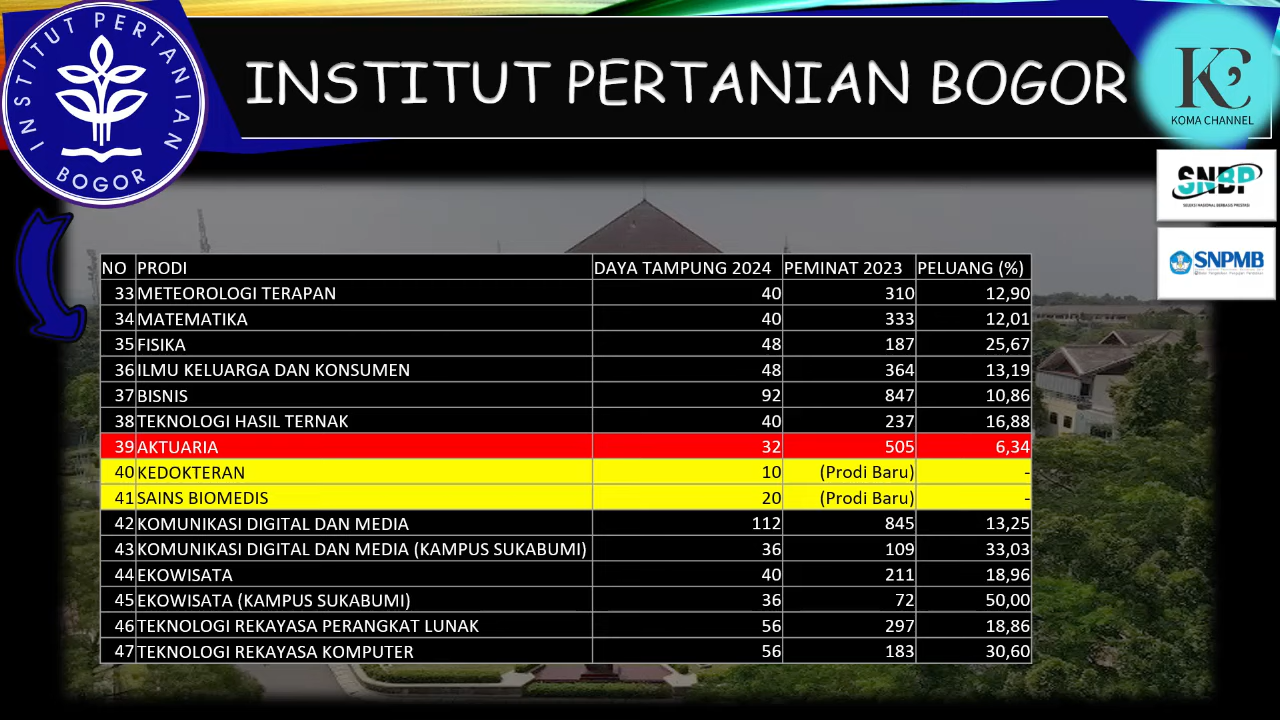 INSTITUT PERTANIAN BOGOR
INSTITUT PERTANIAN BOGOR
KC
KOMA CHANNEL
SNBP
SELEKSI NASIONAL BERBASIS PRESTASI
SNPMB
NO PRODI DAYA TAMPUNG 2024 PEMINAT 2023 PELUANG (%)
33 METEOROLOGI TERAPAN 40 310 12,90
34 MATEMATIKA 40 333 12,01
35 FISIKA 48 187 25,67
36 ILMU KELUARGA DAN KONSUMEN 48 364 13,19
37 BISNIS 92 847 10,86
38 TEKNOLOGI HASIL TERNAK 40 237 16,88
39 AKTUARIA 32 505 6,34
40 KEDOKTERAN 10 (Prodi Baru) -
41 SAINS BIOMEDIS 20 (Prodi Baru) -
42 KOMUNIKASI DIGITAL DAN MEDIA 112 845 13,25
43 KOMUNIKASI DIGITAL DAN MEDIA (KAMPUS SUKABUMI) 36 109 33,03
44 EKOWISATA 40 211 18,96
45 EKOWISATA (KAMPUS SUKABUMI) 36 72 50,00
46 TEKNOLOGI REKAYASA PERANGKAT LUNAK 56 297 18,86
47 TEKNOLOGI REKAYASA KOMPUTER 56 183 30,60